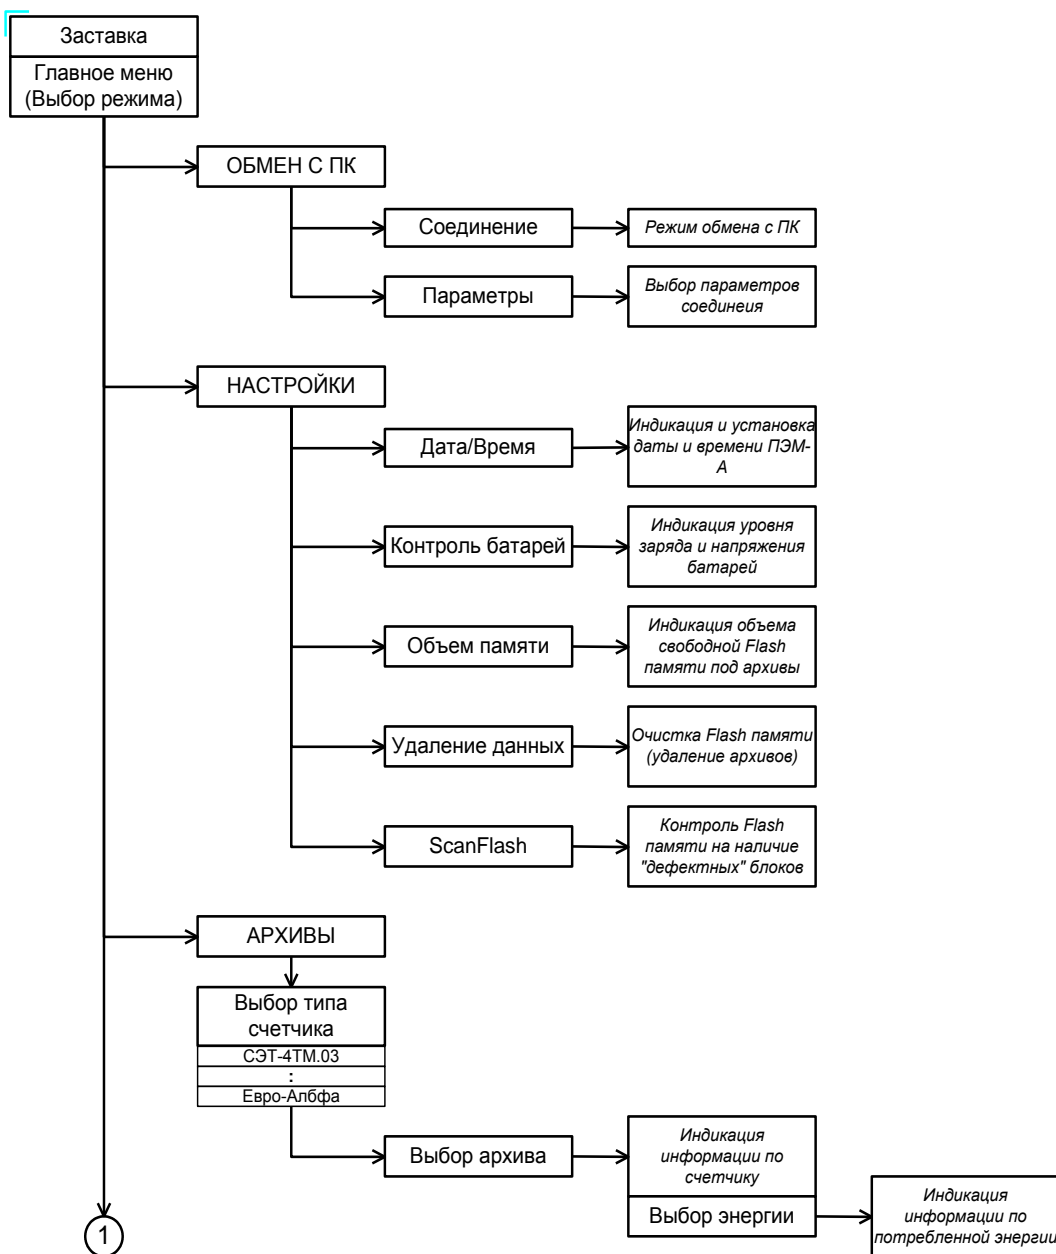 Заставка
Главное меню
(Выбор режима)
ОБМЕН С ПК
Соединение
Режим обмена с ПК
Параметры
Выбор параметров
соединеия
НАСТРОЙКИ
Дата/Время
Индикация и установка
даты и времени ПЭМ-
А
Контроль батарей
Индикация уровня
заряда и напряжения
батарей
Объем памяти
Индикация объема
свободной Flash
памяти под архивы
Удаление данных
Очистка Flash памяти
(удаление архивов)
ScanFlash
Контроль Flash
памяти на наличие
"дефектных" блоков
АРХИВЫ
Выбор типа
счетчика
СЭТ-4ТМ.03
:
Евро-Албфа
Выбор архива
Индикация
информации по
счетчику
Выбор энергии
Индикация
информации по
потребленной энергии
1